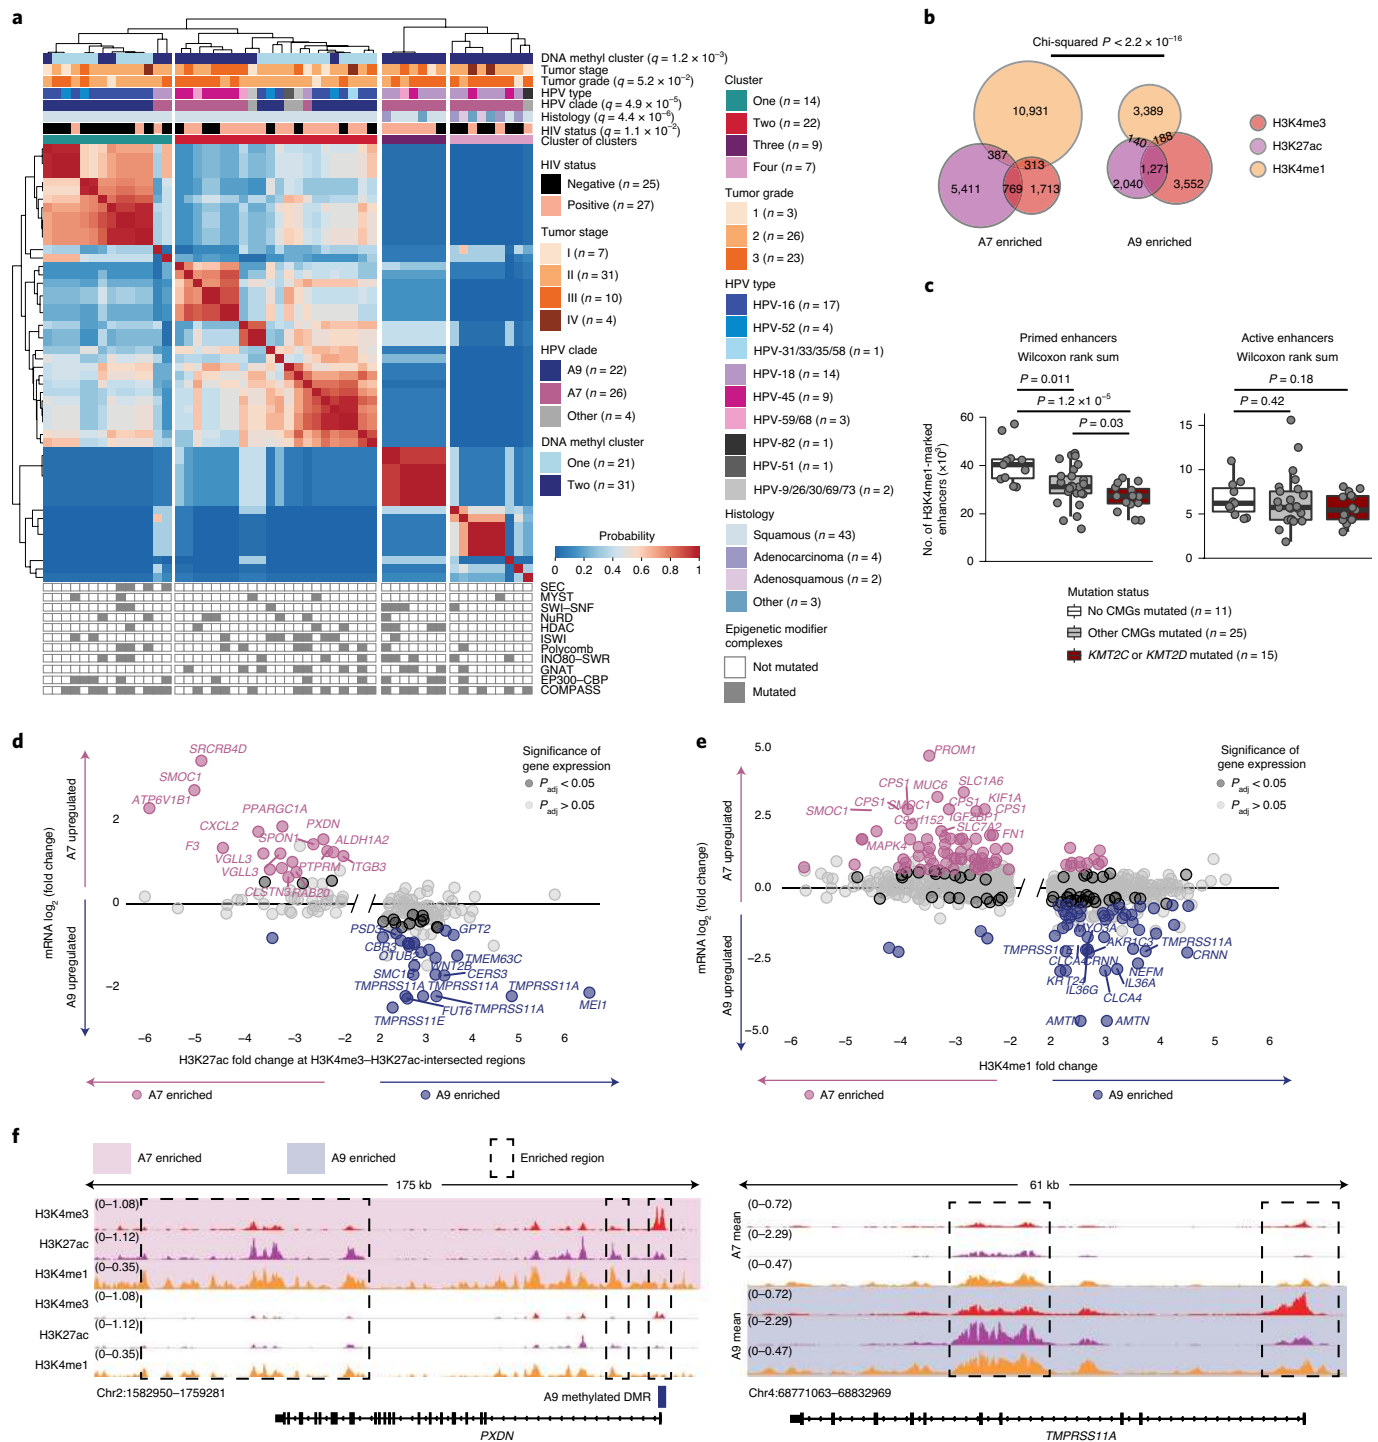 a
DNA methyl cluster (q = 1.2 × 10⁻³)
Tumor stage
Tumor grade (q = 5.2 × 10⁻²)
HPV type
HPV clade (q = 4.9 × 10⁻⁵)
Histology (q = 4.4 × 10⁻⁶)
HIV status (q = 1.1 × 10⁻²)
Cluster of clusters
HIV status
Negative (n = 25)
Positive (n = 27)
Tumor stage
I (n = 7)
II (n = 31)
III (n = 10)
IV (n = 4)
HPV clade
A9 (n = 22)
A7 (n = 26)
Other (n = 4)
DNA methyl cluster
One (n = 21)
Two (n = 31)
Probability
0 0.2 0.4 0.6 0.8 1
SEC
MYST
SWI–SNF
NuRD
HDAC
ISWI
Polycomb
INO80–SWR
GNAT
EP300–CBP
COMPASS
Cluster
One (n = 14)
Two (n = 22)
Three (n = 9)
Four (n = 7)
Tumor grade
1 (n = 3)
2 (n = 26)
3 (n = 23)
HPV type
HPV-16 (n = 17)
HPV-52 (n = 4)
HPV-31/33/35/58 (n = 1)
HPV-18 (n = 14)
HPV-45 (n = 9)
HPV-59/68 (n = 3)
HPV-82 (n = 1)
HPV-51 (n = 1)
HPV-9/26/30/69/73 (n = 2)
Histology
Squamous (n = 43)
Adenocarcinoma (n = 4)
Adenosquamous (n = 2)
Other (n = 3)
Epigenetic modifier
complexes
Not mutated
Mutated
b
Chi-squared P < 2.2 × 10⁻¹⁶
10,931
387
313
5,411
769
1,713
A7 enriched
3,389
140
188
1,271
2,040
3,552
A9 enriched
H3K4me3
H3K27ac
H3K4me1
c
Primed enhancers
Wilcoxon rank sum
P = 0.011
P = 1.2 ×10⁻⁵
P = 0.03
No. of H3K4me1-marked
enhancers (×10³)
60
40
20
0
Active enhancers
Wilcoxon rank sum
P = 0.18
P = 0.42
15
10
5
0
Mutation status
No CMGs mutated (n = 11)
Other CMGs mutated (n = 25)
KMT2C or KMT2D mutated (n = 15)
d
A7 upregulated
A9 upregulated
mRNA log₂ (fold change)
2
0
−2
SRCRB4D
SMOC1
ATP6V1B1
PPARGC1A
CXCL2
PXDN
SPON1
ALDH1A2
F3
VGLL3
PTPRM
ITGB3
VGLL3
CLSTN3
RAB20
Significance of
gene expression
Padj < 0.05
Padj > 0.05
PSD3
GPT2
CBR3
OTUB2
TMEM63C
WNT2B
SMC1B
CERS3
TMPRSS11A
TMPRSS11A
TMPRSS11A
MEI1
FUT6
TMPRSS11A
TMPRSS11E
−6 −5 −4 −3 −2 2 3 4 5 6
H3K27ac fold change at H3K4me3–H3K27ac-intersected regions
A7 enriched
A9 enriched
e
A7 upregulated
A9 upregulated
mRNA log₂ (fold change)
5.0
2.5
0.0
−2.5
−5.0
PROM1
CPS1
MUC6
SLC1A6
SMOC1
CPS1
SMOC1
CPS1
KIF1A
CPS1
C9orf152
IGF2BP1
SLC7A2
FN1
MAPK4
Significance of
gene expression
Padj < 0.05
Padj > 0.05
MYO3A
TMPRSS11E
AKR1C3
TMPRSS11A
CLCA4
CRNN
CRNN
KRT24
NEFM
IL36G
IL36A
CLCA4
AMTN
AMTN
−6 −5 −4 −3 −2 2 3 4 5 6
H3K4me1 fold change
A7 enriched
A9 enriched
f
A7 enriched
A9 enriched
Enriched region
175 kb
H3K4me3
(0–1.08)
H3K27ac
(0–1.12)
H3K4me1
(0–0.35)
H3K4me3
(0–1.08)
H3K27ac
(0–1.12)
H3K4me1
(0–0.35)
Chr2:1582950–1759281
A9 methylated DMR
PXDN
61 kb
A7 mean
(0–0.72)
(0–2.29)
(0–0.47)
A9 mean
(0–0.72)
(0–2.29)
(0–0.47)
Chr4:68771063–68832969
TMPRSS11A